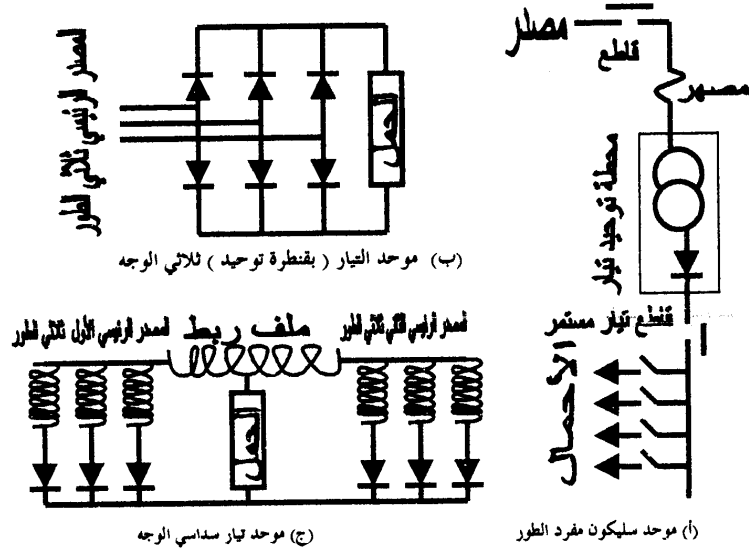 مصدر
قاطع
مصهر
محطة توحيد تيار
قاطع تيار مستمر
الأحمال
(أ) موحد سليكون مفرد الطور
المصدر الرئيسي ثلاثي الطور
الحمل
(ب) موحد التيار ( بقنطرة توحيد ) ثلاثي الوجه
المصدر الرئيسي الثاني ثلاثي الطور
ملف ربط
المصدر الرئيسي الأول ثلاثي الطور
الحمل
(ج) موحد تيار سداسي الوجه